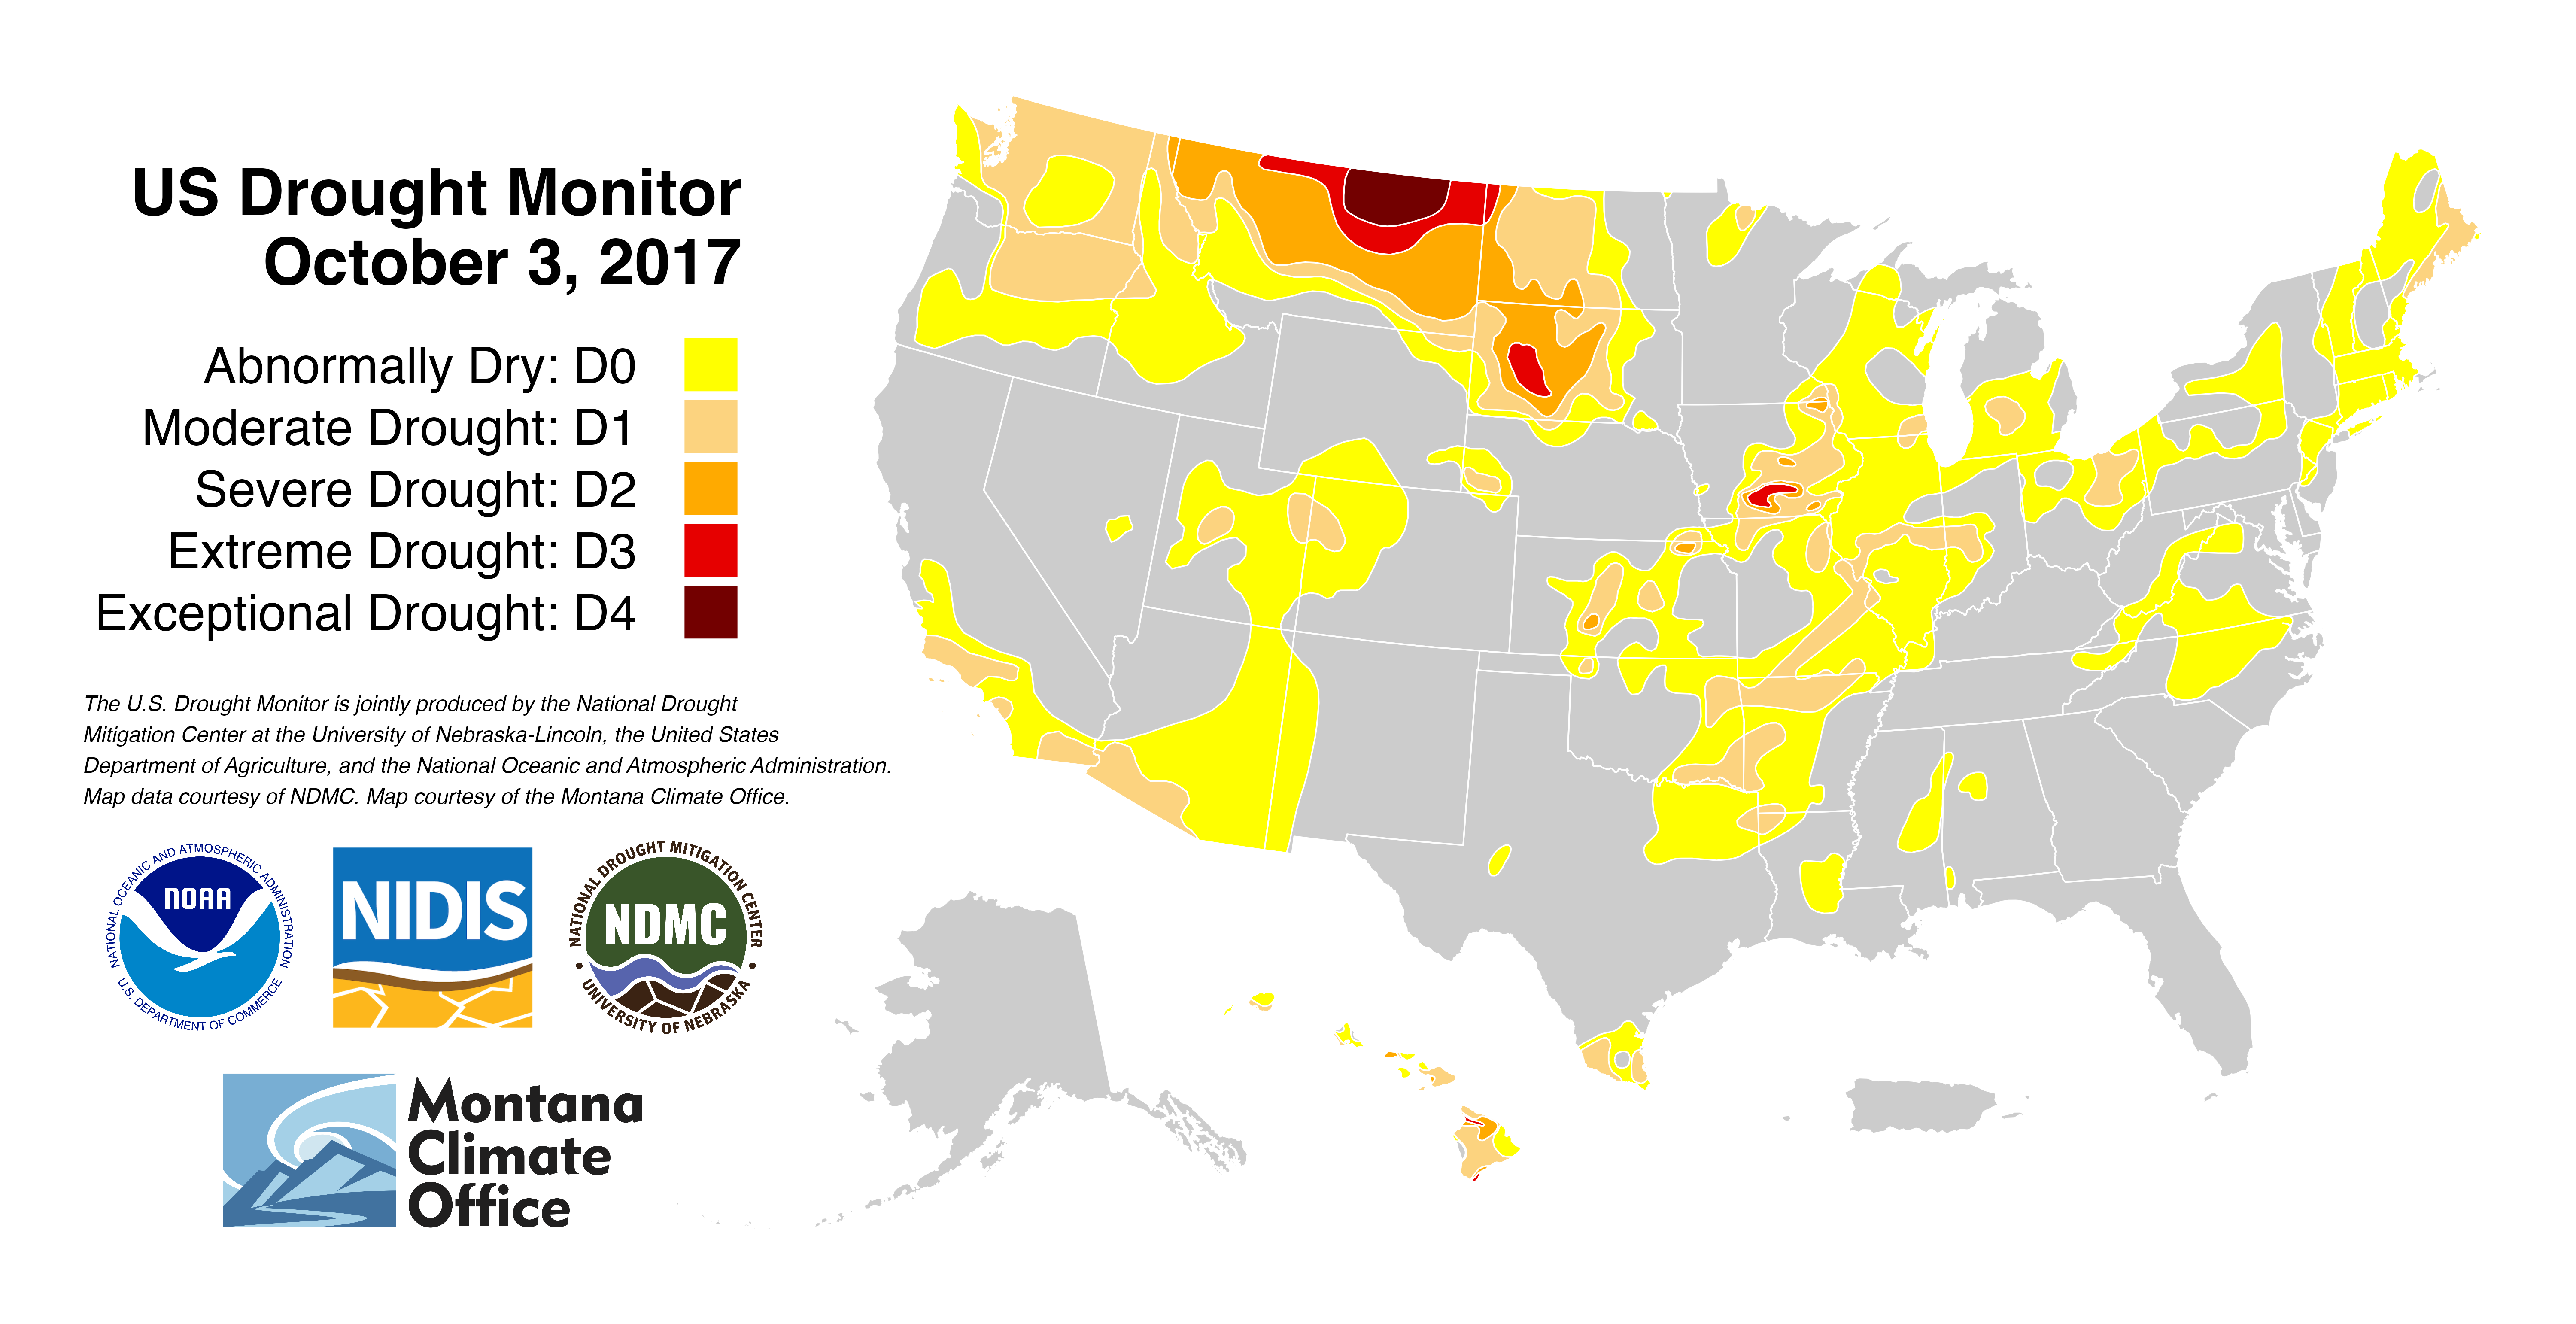 US Drought Monitor
October 3, 2017
Abnormally Dry: D0
Moderate Drought: D1
Severe Drought: D2
Extreme Drought: D3
Exceptional Drought: D4
The U.S. Drought Monitor is jointly produced by the National Drought
Mitigation Center at the University of Nebraska-Lincoln, the United States
Department of Agriculture, and the National Oceanic and Atmospheric Administration.
Map data courtesy of NDMC. Map courtesy of the Montana Climate Office.
NATIONAL OCEANIC AND ATMOSPHERIC ADMINISTRATION
NOAA
U.S. DEPARTMENT OF COMMERCE
NIDIS
NATIONAL DROUGHT MITIGATION CENTER
NDMC
• UNIVERSITY OF NEBRASKA •
Montana
Climate
Office